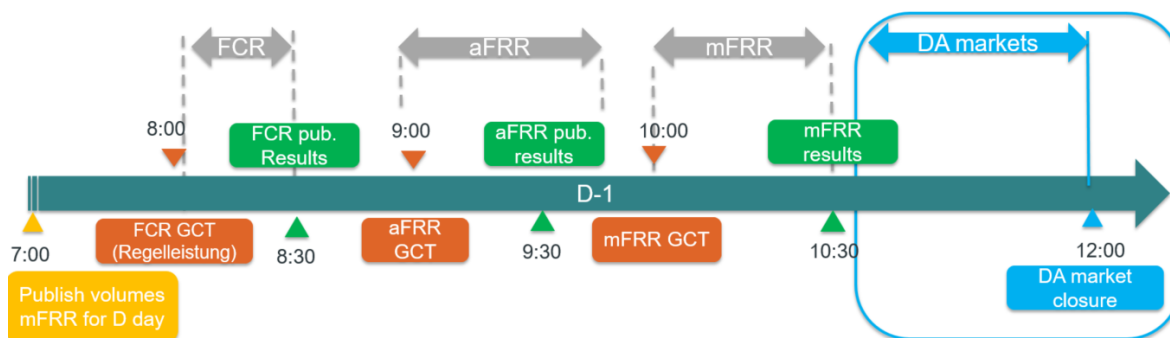 FCR
aFRR
mFRR
DA markets
8:00
FCR pub.
Results
9:00
aFRR pub.
results
10:00
mFRR
results
D-1
7:00
FCR GCT
(Regelleistung)
8:30
aFRR
GCT
9:30
mFRR GCT
10:30
12:00
Publish volumes
mFRR for D day
DA market
closure